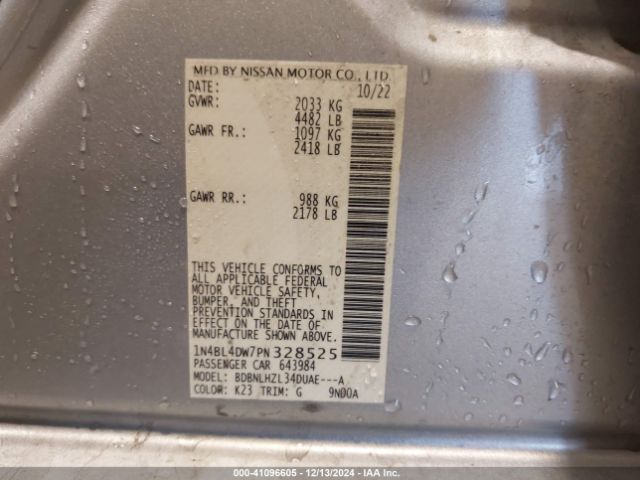 MFD BY NISSAN MOTOR CO., LTD.
DATE: 10/22
GVWR: 2033 KG
4482 LB
GAWR FR.: 1097 KG
2418 LB
GAWR RR.: 988 KG
2178 LB
THIS VEHICLE CONFORMS TO
ALL APPLICABLE FEDERAL
MOTOR VEHICLE SAFETY,
BUMPER, AND THEFT
PREVENTION STANDARDS IN
EFFECT ON THE DATE OF
MANUFACTURE SHOWN ABOVE.
1N4BL4DW7PN328525
PASSENGER CAR 643984
MODEL: BDBNLHZL34DUAE---A
COLOR: K23 TRIM: G 9N00A
000-41096605 - 12/13/2024 - IAA Inc.